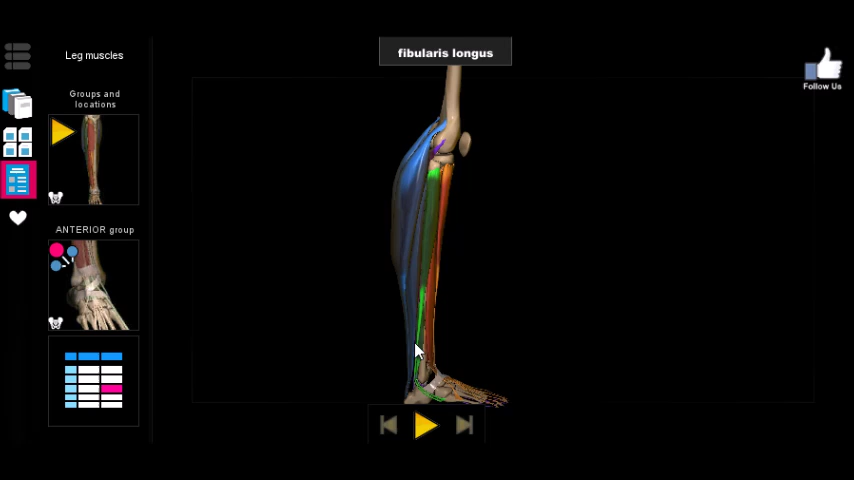 fibularis longus
Leg muscles
Groups and
locations
ANTERIOR group
Follow Us